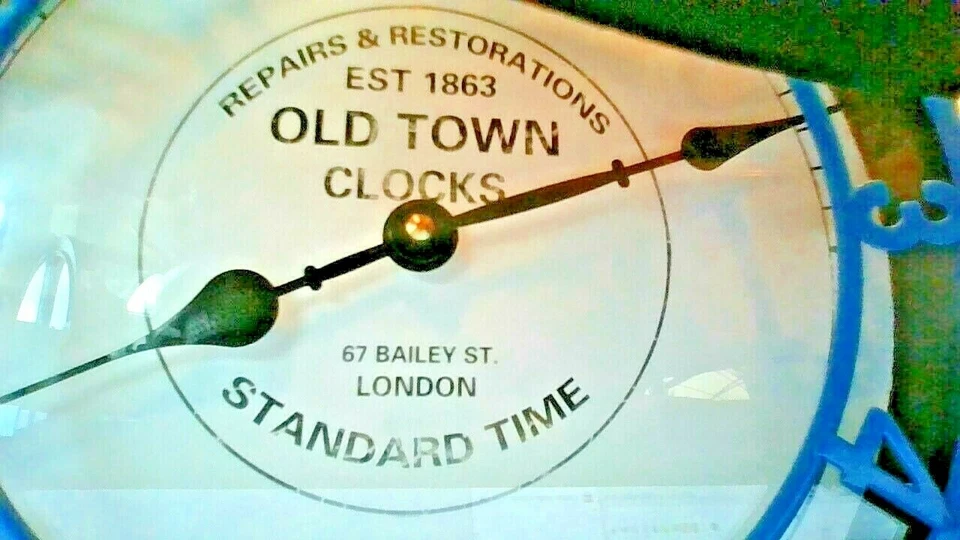 REPAIRS & RESTORATIONS
EST 1863
OLD TOWN
CLOCKS
67 BAILEY ST.
LONDON
STANDARD TIME
3
4